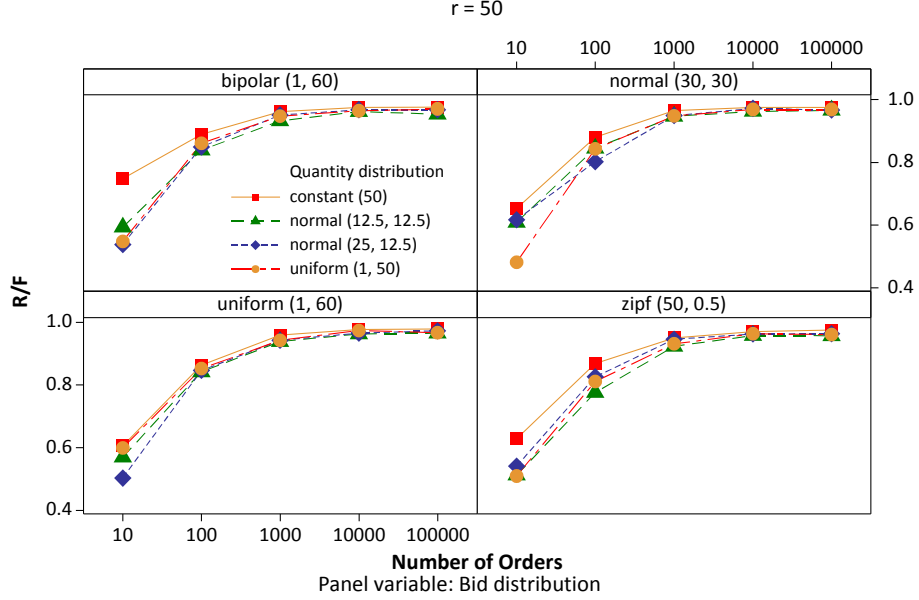 r = 50
10 100 1000 10000 100000
bipolar (1, 60) normal (30, 30)
1.0
0.8
0.6
0.4
Quantity distribution
constant (50)
normal (12.5, 12.5)
normal (25, 12.5)
uniform (1, 50)
R/F
uniform (1, 60) zipf (50, 0.5)
1.0
0.8
0.6
0.4
10 100 1000 10000 100000
Number of Orders
Panel variable: Bid distribution